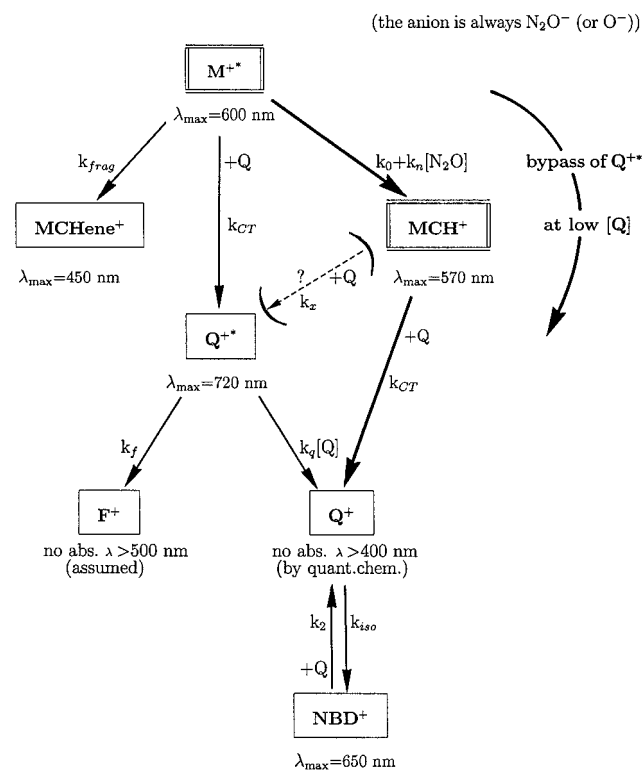 (the anion is always N₂O⁻ (or O⁻))
M⁺*
λmax=600 nm
kfrag
+Q
k0+kn[N₂O]
bypass of Q⁺*
MCHene⁺
kCT
MCH⁺
at low [Q]
λmax=450 nm
λmax=570 nm
?
+Q
kx
Q⁺*
+Q
λmax=720 nm
kCT
kf
kq[Q]
F⁺
Q⁺
no abs. λ >500 nm
(assumed)
no abs. λ >400 nm
(by quant.chem.)
k2
kiso
+Q
NBD⁺
λmax=650 nm